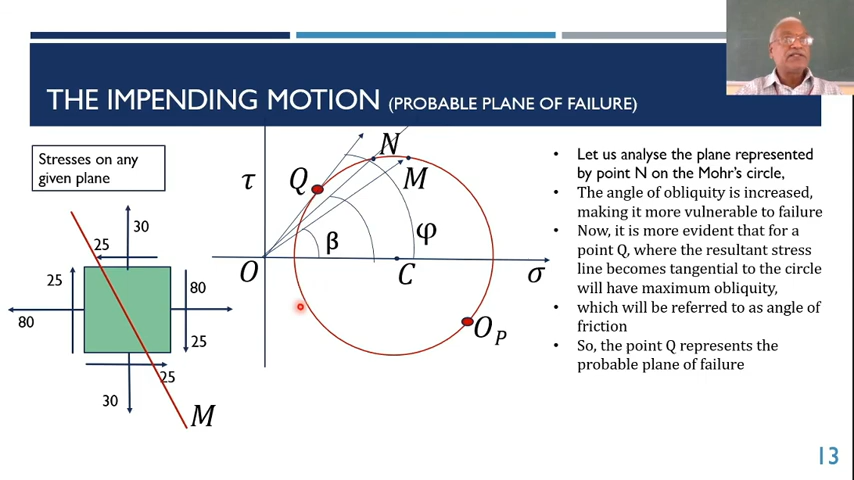 THE IMPENDING MOTION (PROBABLE PLANE OF FAILURE)
Stresses on any
given plane
30
25
25
80
80
25
25
30
M
τ
Q
N
M
β
φ
O
C
σ
O_P
• Let us analyse the plane represented
by point N on the Mohr's circle,
• The angle of obliquity is increased,
making it more vulnerable to failure
• Now, it is more evident that for a
point Q, where the resultant stress
line becomes tangential to the circle
will have maximum obliquity,
• which will be referred to as angle of
friction
• So, the point Q represents the
probable plane of failure
13